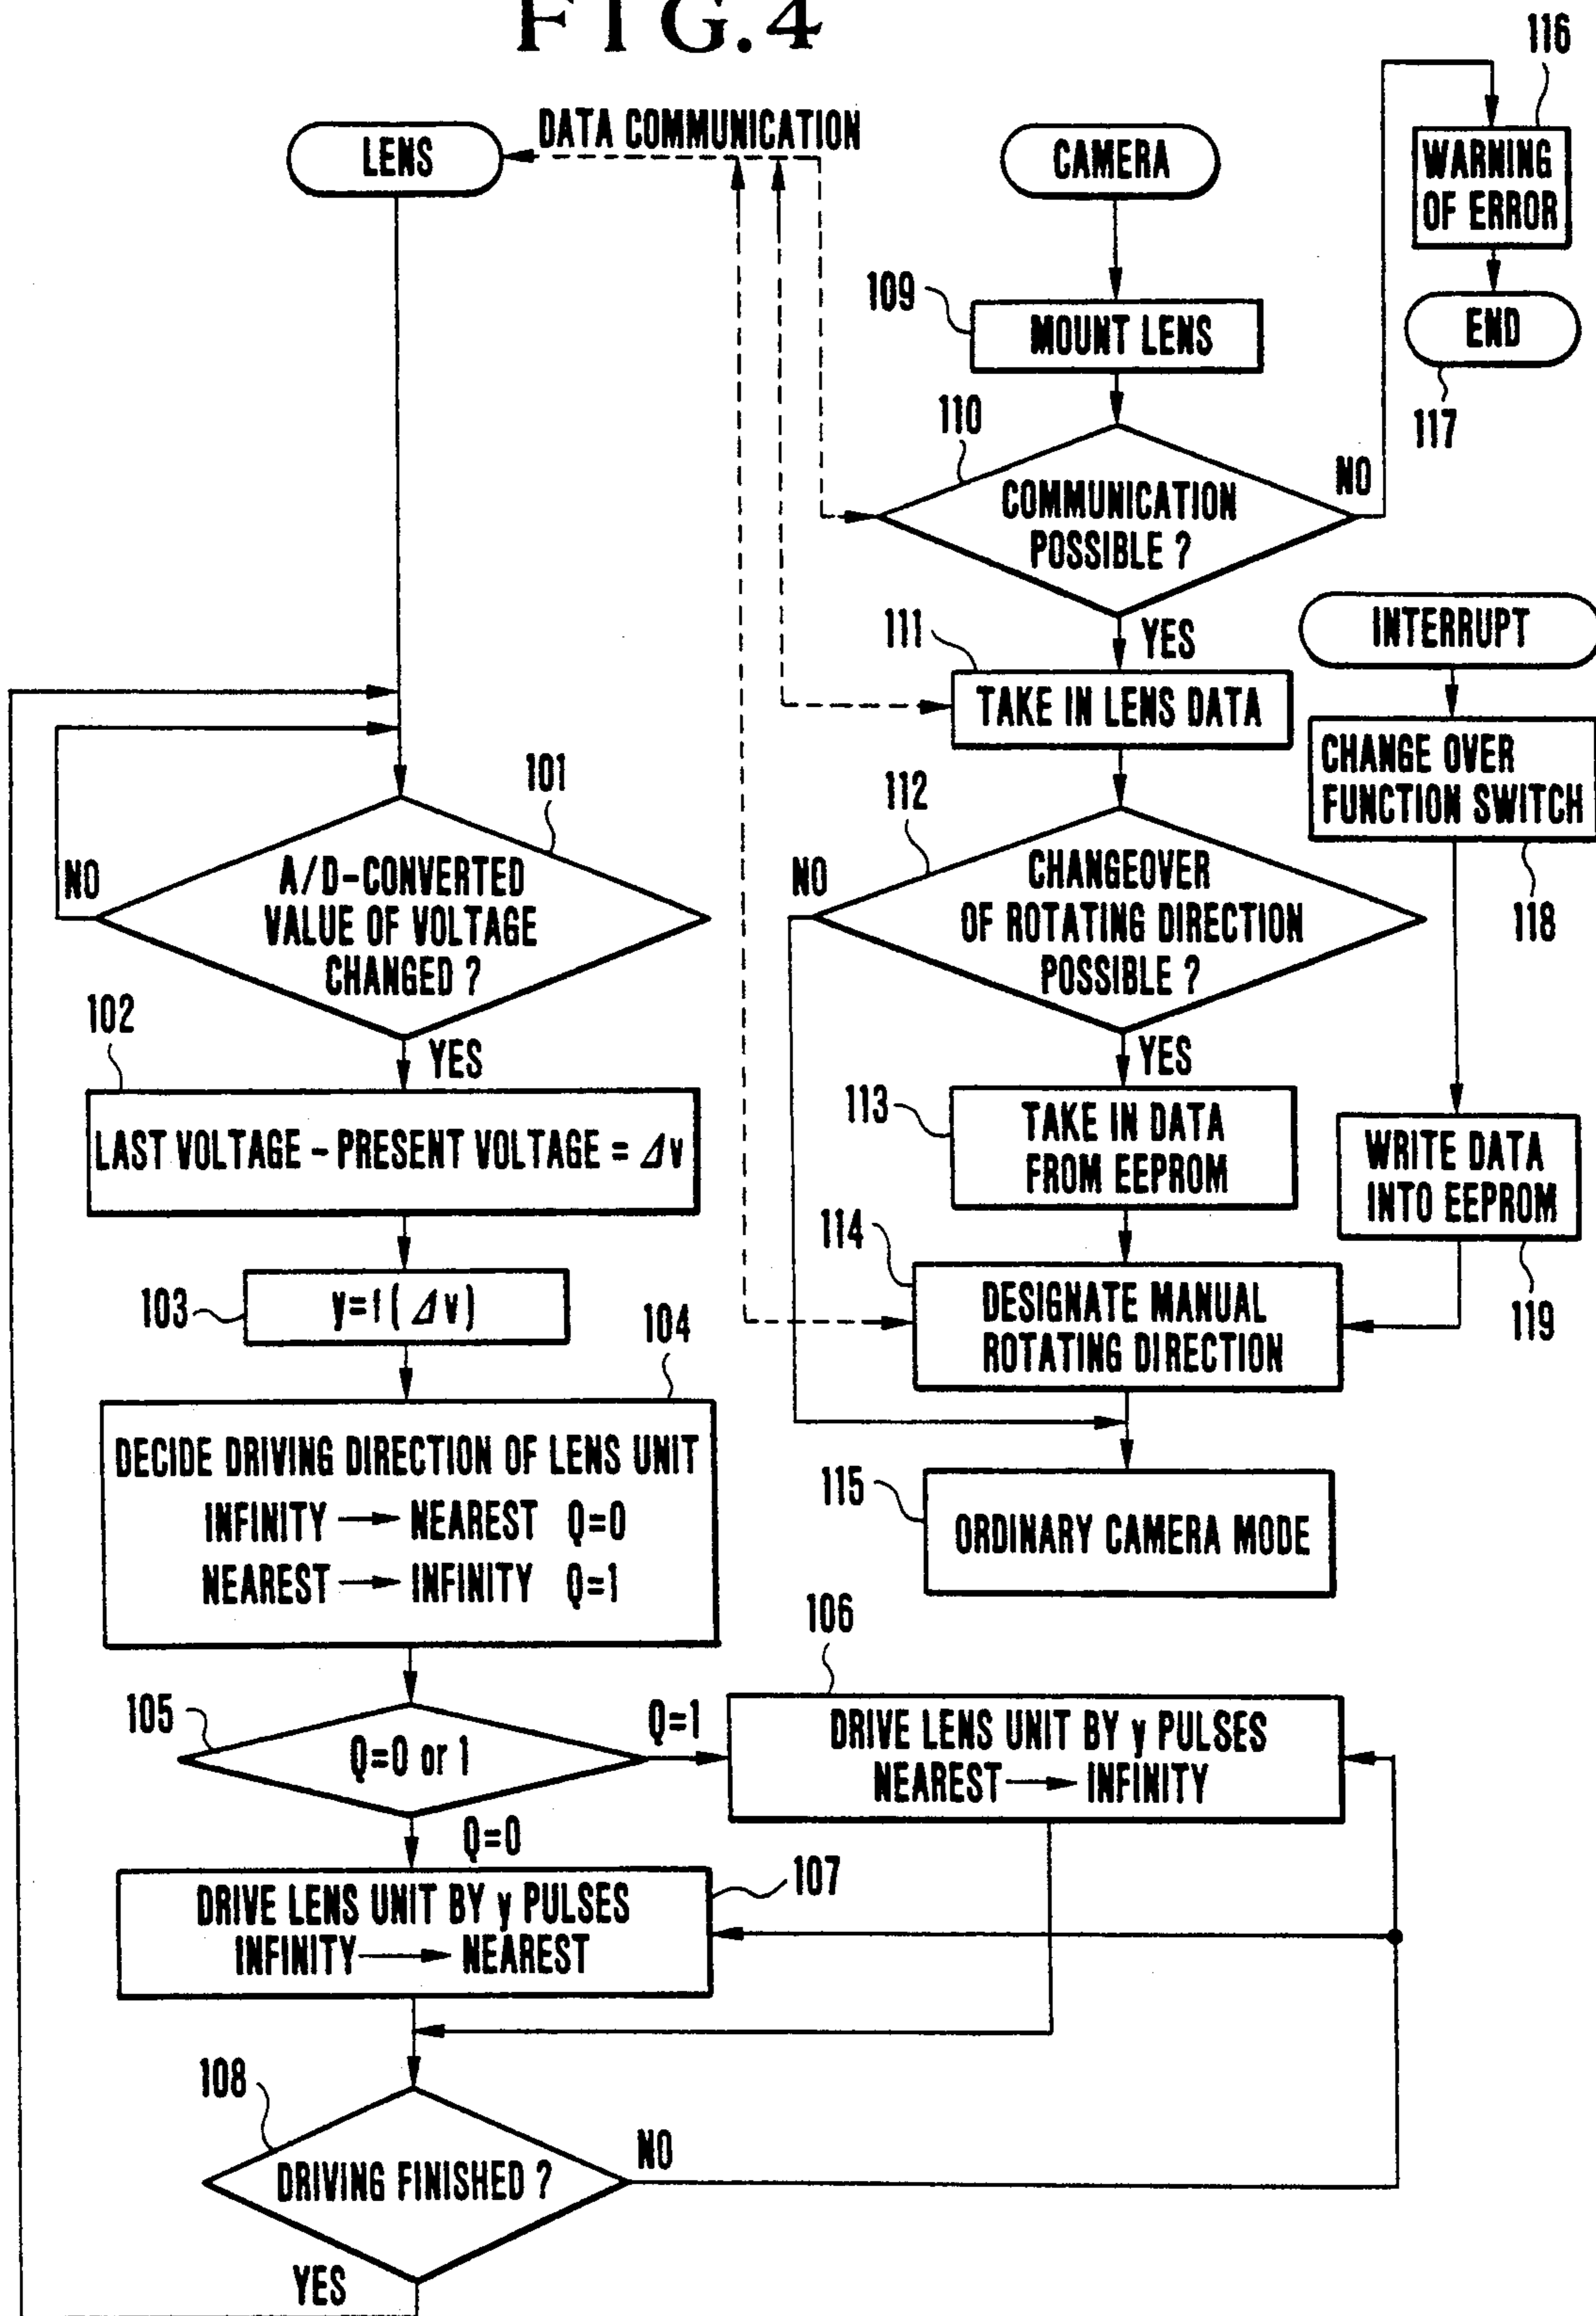 FIG.4
LENS
DATA COMMUNICATION
CAMERA
116
WARNING
OF ERROR
END
117
109
MOUNT LENS
110
COMMUNICATION
POSSIBLE ?
NO
YES
111
TAKE IN LENS DATA
INTERRUPT
CHANGE OVER
FUNCTION SWITCH
118
101
A/D-CONVERTED
VALUE OF VOLTAGE
CHANGED ?
NO
YES
112
CHANGEOVER
OF ROTATING DIRECTION
POSSIBLE ?
NO
YES
102
LAST VOLTAGE - PRESENT VOLTAGE = Δv
113
TAKE IN DATA
FROM EEPROM
WRITE DATA
INTO EEPROM
119
103
y=f(Δv)
114
DESIGNATE MANUAL
ROTATING DIRECTION
104
DECIDE DRIVING DIRECTION OF LENS UNIT
INFINITY → NEAREST Q=0
NEAREST → INFINITY Q=1
115
ORDINARY CAMERA MODE
105
Q=0 or 1
Q=1
Q=0
106
DRIVE LENS UNIT BY y PULSES
NEAREST → INFINITY
107
DRIVE LENS UNIT BY y PULSES
INFINITY → NEAREST
108
DRIVING FINISHED ?
NO
YES